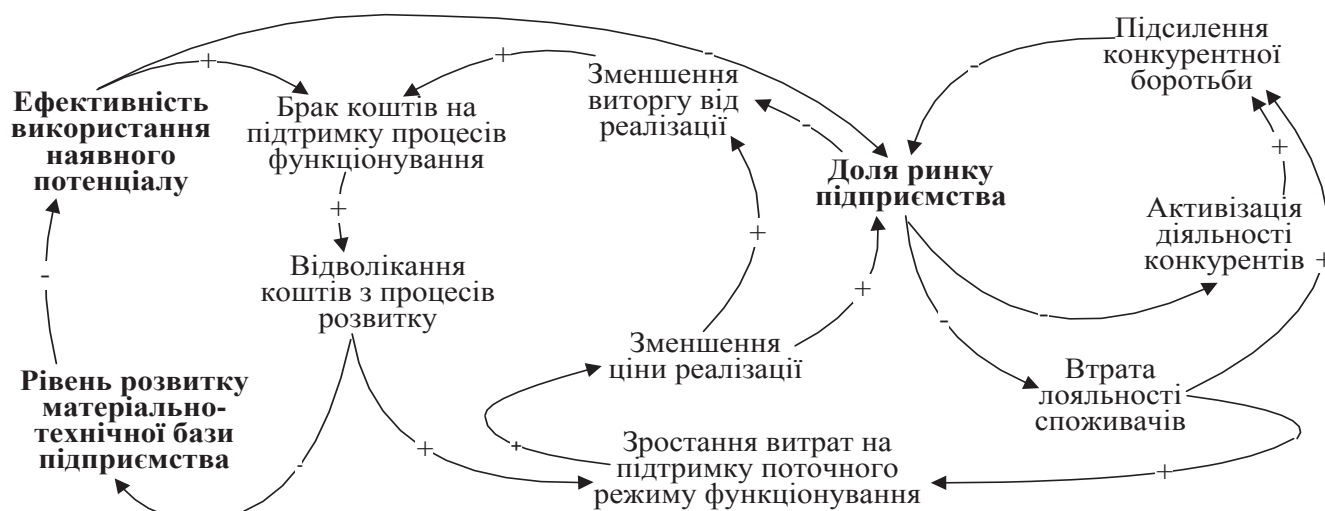 Ефективність
використання
наявного
потенціалу
+
Брак коштів на
підтримку процесів
функціонування
+
Зменшення
виторгу від
реалізації
-
-
Доля ринку
підприємства
-
Підсилення
конкурентної
боротьби
+
Активізація
діяльності
конкурентів
+
+
Відволікання
коштів з процесів
розвитку
-
+
+
Зменшення
ціни реалізації
-
-
Втрата
лояльності
споживачів
Рівень розвитку
матеріально-
технічної бази
підприємства
-
+
+
Зростання витрат на
підтримку поточного
режиму функціонування
+